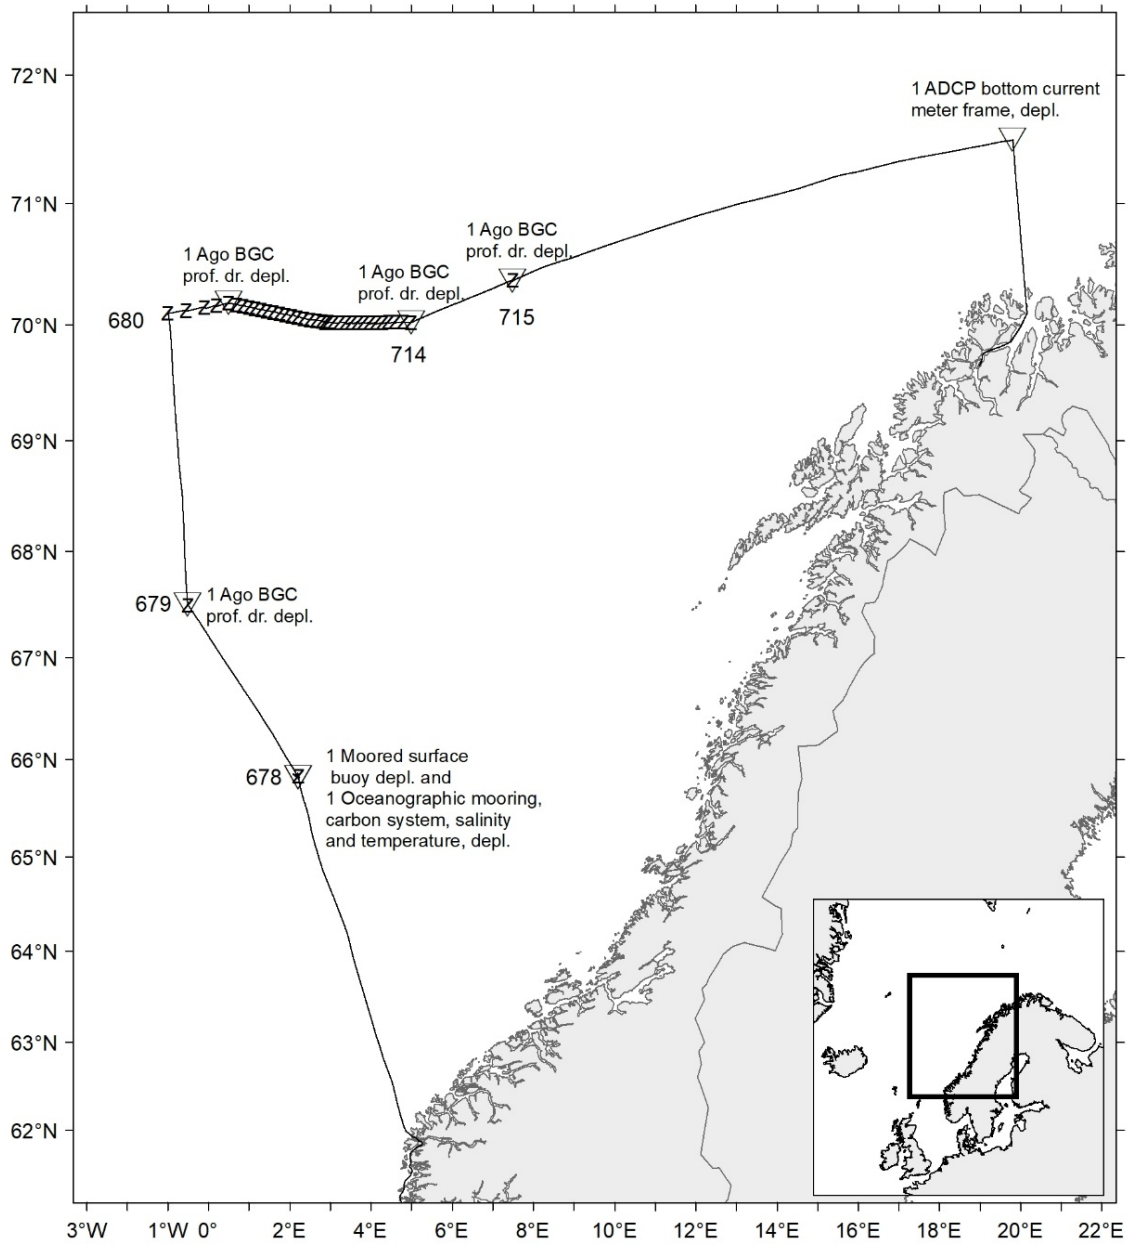 72°N
1 ADCP bottom current
meter frame, depl.
71°N
1 Ago BGC
prof. dr. depl.
1 Ago BGC
prof. dr. depl.
1 Ago BGC
prof. dr. depl.
680
70°N
715
714
69°N
68°N
679
1 Ago BGC
prof. dr. depl.
67°N
66°N
678
1 Moored surface
buoy depl. and
1 Oceanographic mooring,
carbon system, salinity
and temperature, depl.
65°N
64°N
63°N
62°N
3°W
1°W
0°
2°E
4°E
6°E
8°E
10°E
12°E
14°E
16°E
18°E
20°E
22°E